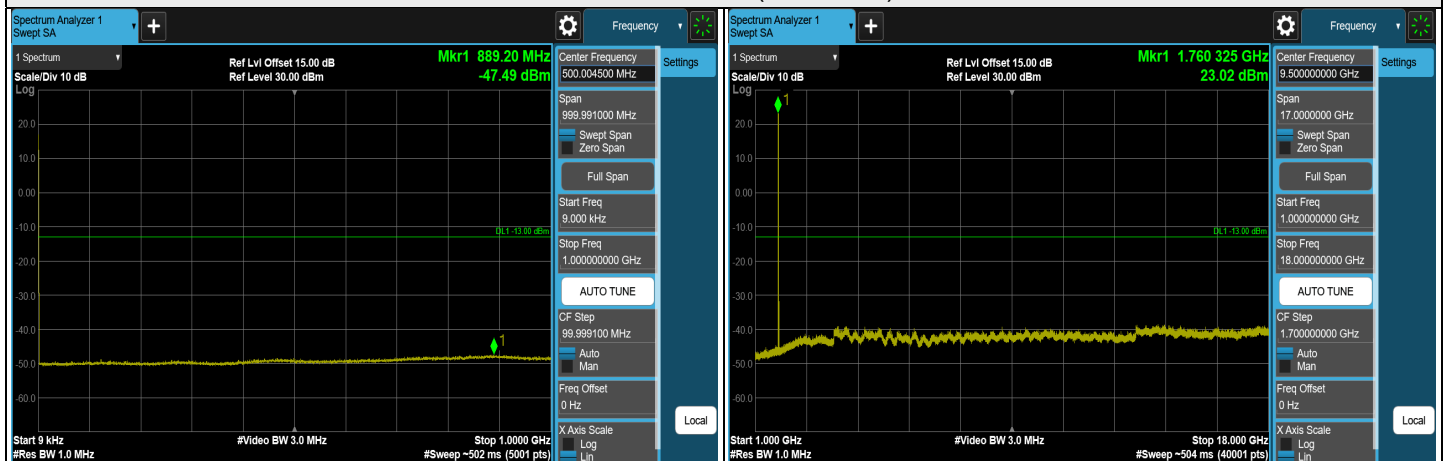 Spectrum Analyzer 1
Swept SA
+
Frequency
1 Spectrum
Scale/Div 10 dB
Log
Ref Lvl Offset 15.00 dB
Ref Level 30.00 dBm
Mkr1 889.20 MHz
-47.49 dBm
20.0
10.0
0.00
-10.0
-20.0
-30.0
-40.0
-50.0
-60.0
DL1 -13.00 dBm
1
Start 9 kHz
#Res BW 1.0 MHz
#Video BW 3.0 MHz
Stop 1.0000 GHz
#Sweep ~502 ms (5001 pts)
Center Frequency
500.004500 MHz
Settings
Span
999.991000 MHz
Swept Span
Zero Span
Full Span
Start Freq
9.000 kHz
Stop Freq
1.000000000 GHz
AUTO TUNE
CF Step
99.999100 MHz
Auto
Man
Freq Offset
0 Hz
X Axis Scale
Log
Lin
Local
Spectrum Analyzer 1
Swept SA
+
Frequency
1 Spectrum
Scale/Div 10 dB
Log
Ref Lvl Offset 15.00 dB
Ref Level 30.00 dBm
Mkr1 1.760 325 GHz
23.02 dBm
20.0
10.0
0.00
-10.0
-20.0
-30.0
-40.0
-50.0
-60.0
DL1 -13.00 dBm
1
Start 1.000 GHz
#Res BW 1.0 MHz
#Video BW 3.0 MHz
Stop 18.000 GHz
#Sweep ~504 ms (40001 pts)
Center Frequency
9.500000000 GHz
Settings
Span
17.0000000 GHz
Swept Span
Zero Span
Full Span
Start Freq
1.000000000 GHz
Stop Freq
18.000000000 GHz
AUTO TUNE
CF Step
1.700000000 GHz
Auto
Man
Freq Offset
0 Hz
X Axis Scale
Log
Lin
Local